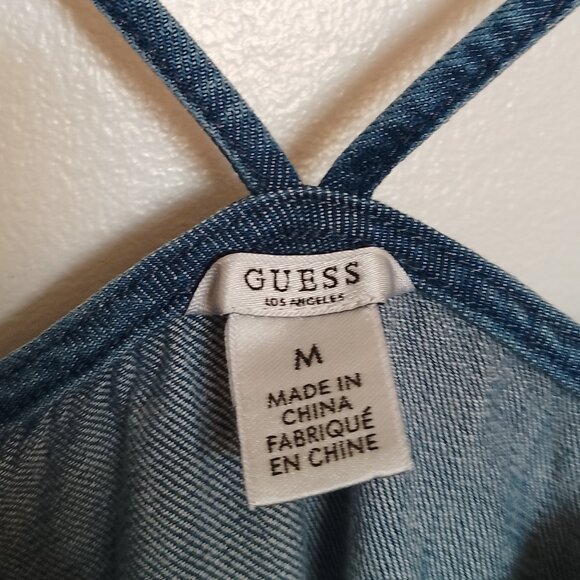 GUESS
LOS ANGELES
M
MADE IN
CHINA
FABRIQUÉ
EN CHINE